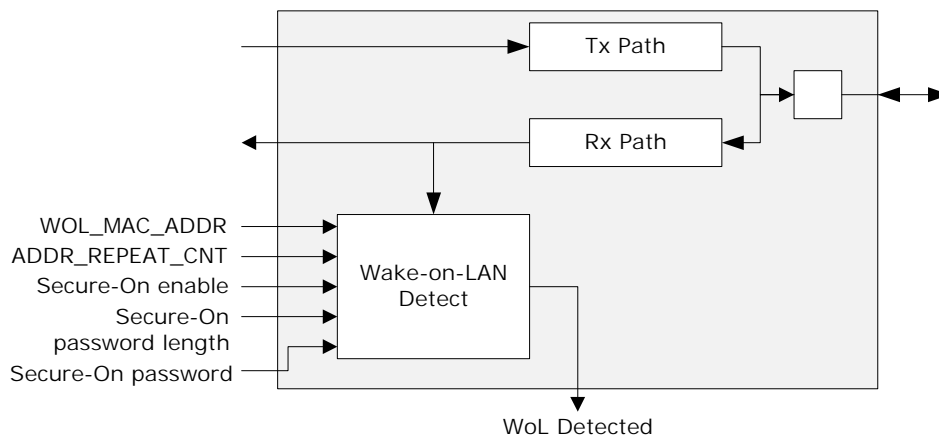 Tx Path
Rx Path
WOL_MAC_ADDR
ADDR_REPEAT_CNT
Secure-On enable
Secure-On
password length
Secure-On password
Wake-on-LAN
Detect
WoL Detected